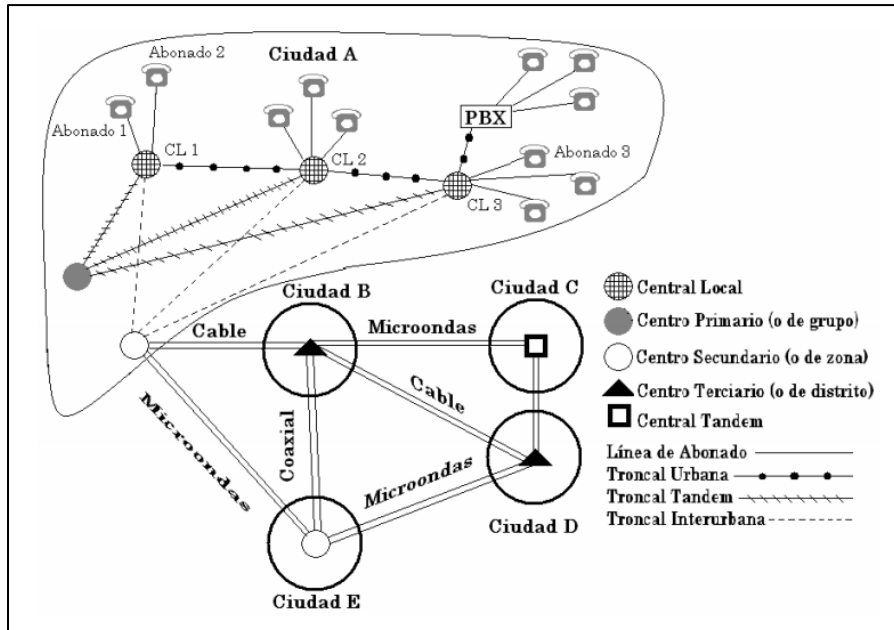 Abonado 2
Ciudad A
Abonado 1
PBX
CL 1
CL 2
Abonado 3
CL 3
Ciudad B
Ciudad C
Central Local
Cable
Microondas
Centro Primario (o de grupo)
Centro Secundario (o de zona)
Cable
Centro Terciario (o de distrito)
Microondas
Coaxial
Central Tandem
Microondas
Línea de Abonado
Troncal Urbana
Troncal Tandem
Troncal Interurbana
Ciudad D
Ciudad E